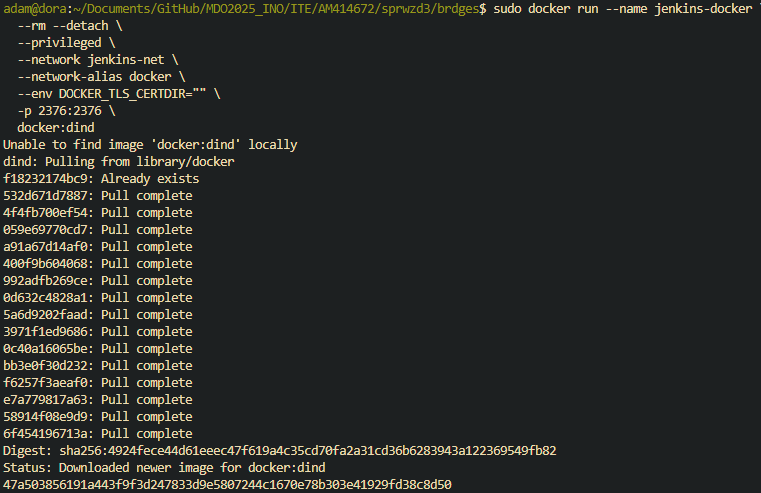 adam@dora:~/Documents/GitHub/MDO2025_INO/ITE/AM414672/sprwzd3/brdges$ sudo docker run --name jenkins-docker \
--rm --detach \
--privileged \
--network jenkins-net \
--network-alias docker \
--env DOCKER_TLS_CERTDIR="" \
-p 2376:2376 \
docker:dind
Unable to find image 'docker:dind' locally
dind: Pulling from library/docker
f18232174bc9: Already exists
532d671d7887: Pull complete
4f4fb700ef54: Pull complete
059e69770cd7: Pull complete
a91a67d14af0: Pull complete
400f9b604068: Pull complete
992adfb269ce: Pull complete
0d632c4828a1: Pull complete
5a6d9202faad: Pull complete
3971f1ed9686: Pull complete
0c40a16065be: Pull complete
bb3e0f30d232: Pull complete
f6257f3aeaf0: Pull complete
e7a779817a63: Pull complete
58914f08e9d9: Pull complete
6f454196713a: Pull complete
Digest: sha256:4924fece44d61eeec47f619a4c35cd70fa2a31cd36b6283943a122369549fb82
Status: Downloaded newer image for docker:dind
47a503856191a443f9f3d247833d9e5807244c1670e78b303e41929fd38c8d50